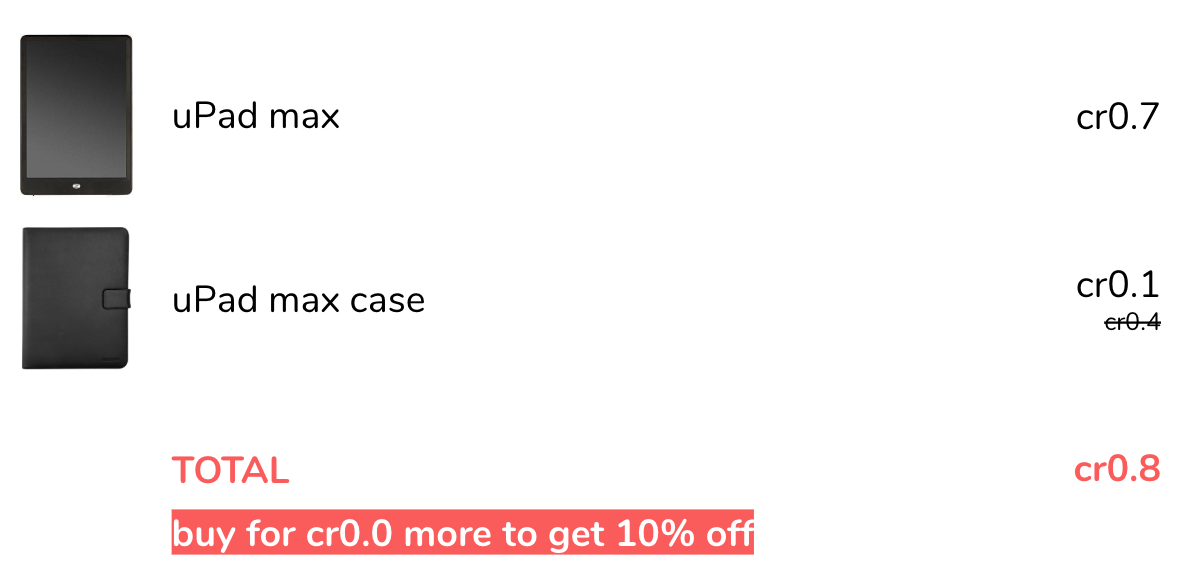 uPad max cr0.7
uPad max case cr0.1
cr0.4
TOTAL cr0.8
buy for cr0.0 more to get 10% off